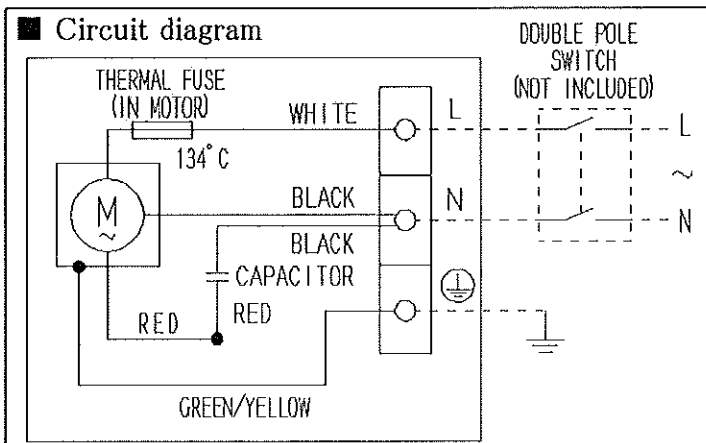 ■ Circuit diagram
DOUBLE POLE
SWITCH
(NOT INCLUDED)
THERMAL FUSE
(IN MOTOR)
WHITE
L
L
134°C
~
BLACK
N
N
M
~
BLACK
CAPACITOR
RED
RED
GREEN/YELLOW